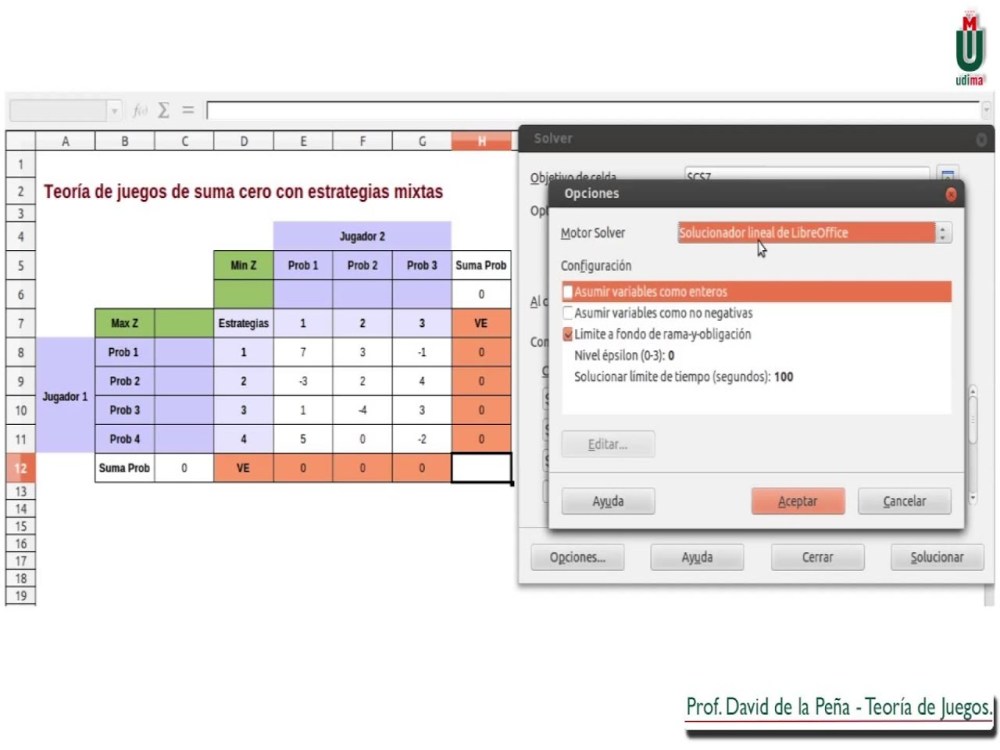 M
udima
Solver
A B C D E F G H
Objetivo de celda
$C$7
1
Opciones
2 Teoría de juegos de suma cero con estrategias mixtas
3
4 Jugador 2
Motor Solver Solucionador lineal de LibreOffice
5 Min Z Prob 1 Prob 2 Prob 3 Suma Prob
Configuración
6 0
Asumir variables como enteros
7 Max Z Estrategias 1 2 3 VE
Asumir variables como no negativas
Límite a fondo de rama-y-obligación
8 Prob 1 1 7 3 -1 0
Nivel épsilon (0-3): 0
Solucionar límite de tiempo (segundos): 100
9 Prob 2 2 -3 2 4 0
Jugador 1
10 Prob 3 3 1 -4 3 0
11 Prob 4 4 5 0 -2 0
Editar...
12 Suma Prob 0 VE 0 0 0
13
Ayuda Aceptar Cancelar
14
15
16
Opciones... Ayuda Cerrar Solucionar
17
18
19
Prof. David de la Peña - Teoría de Juegos.